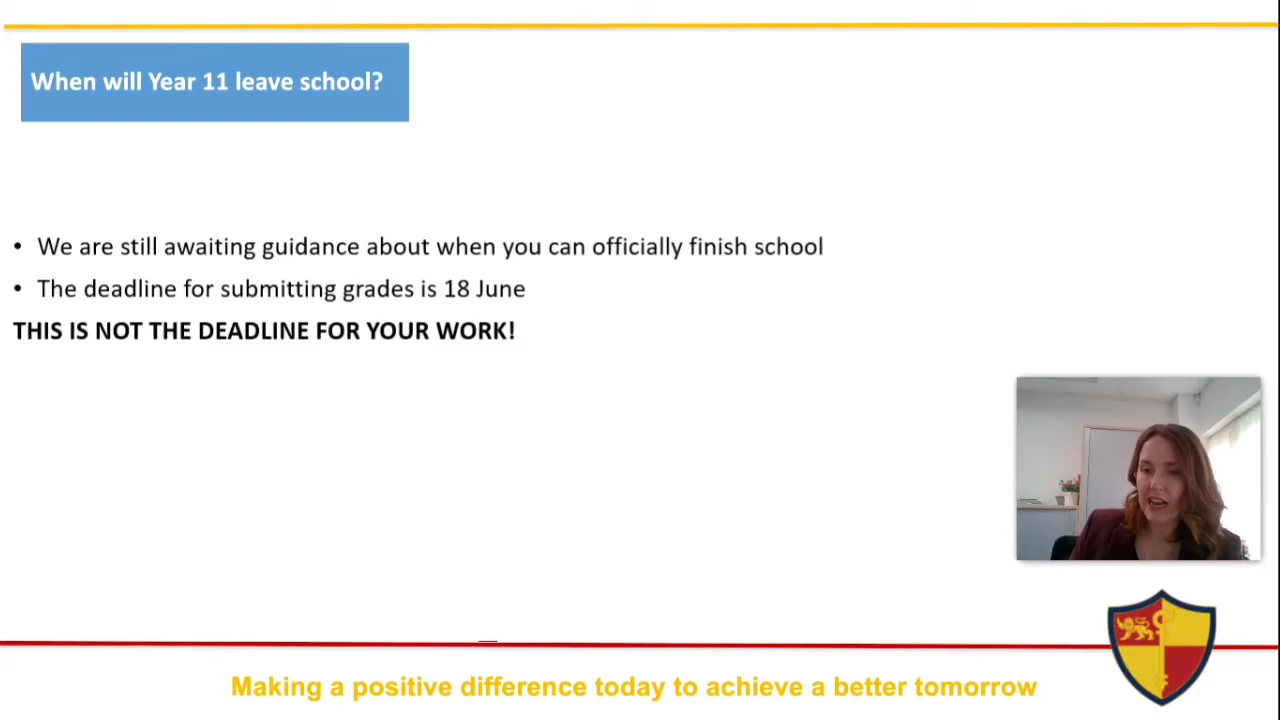 When will Year 11 leave school?
• We are still awaiting guidance about when you can officially finish school
• The deadline for submitting grades is 18 June
THIS IS NOT THE DEADLINE FOR YOUR WORK!
Making a positive difference today to achieve a better tomorrow